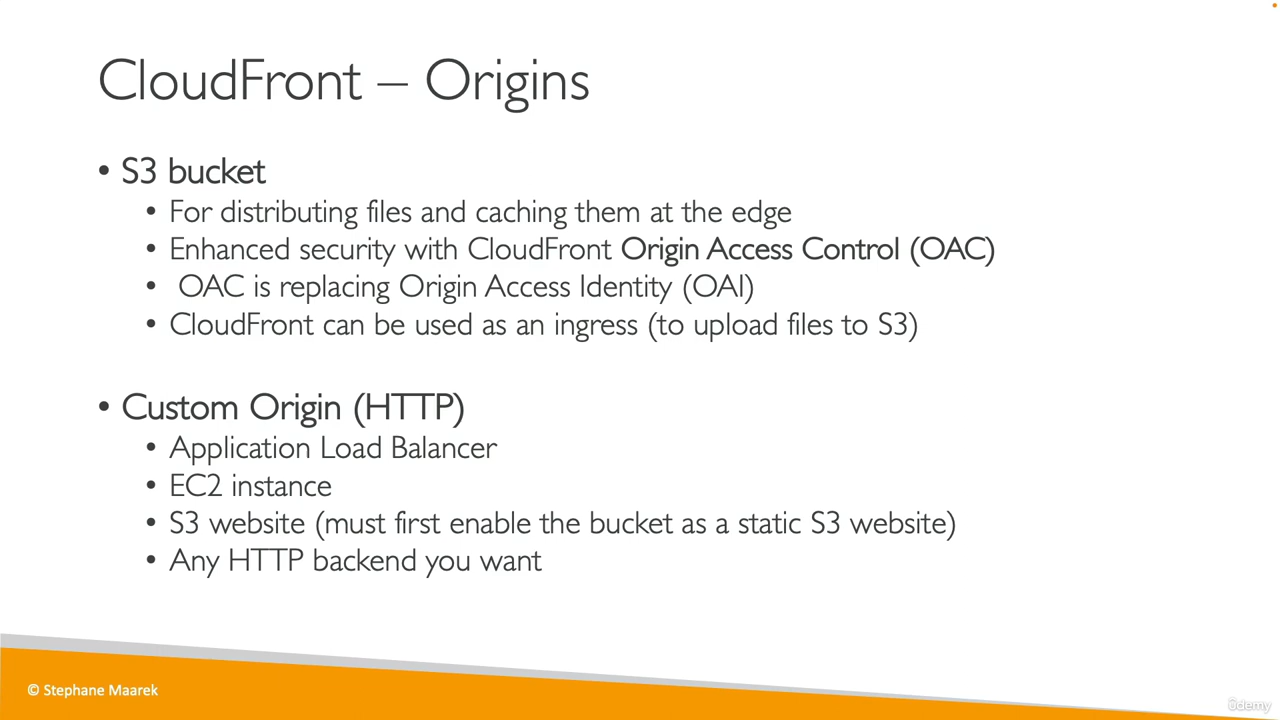 CloudFront – Origins
• S3 bucket
• For distributing files and caching them at the edge
• Enhanced security with CloudFront Origin Access Control (OAC)
• OAC is replacing Origin Access Identity (OAI)
• CloudFront can be used as an ingress (to upload files to S3)
• Custom Origin (HTTP)
• Application Load Balancer
• EC2 instance
• S3 website (must first enable the bucket as a static S3 website)
• Any HTTP backend you want
© Stephane Maarek
ûdemy